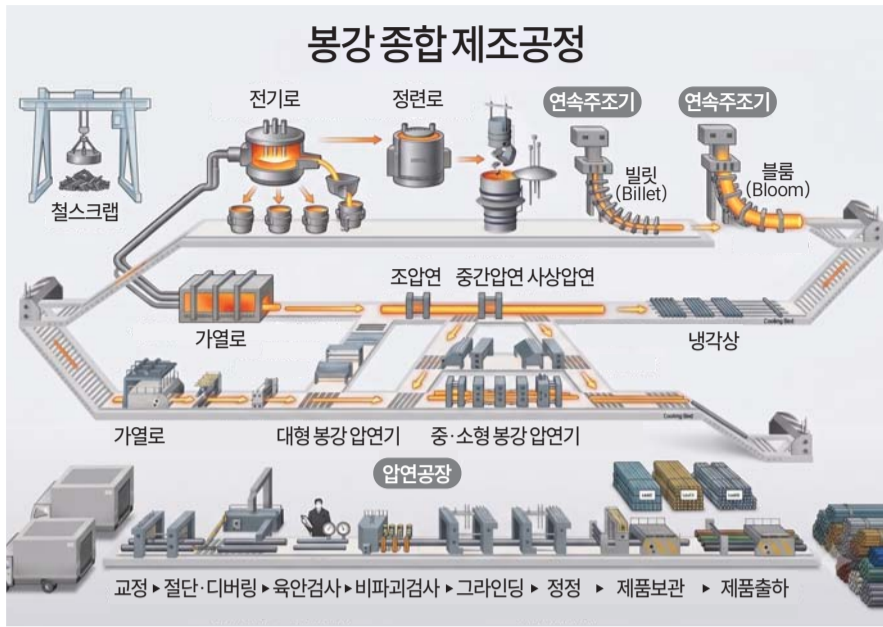 봉강 종합 제조공정
전기로
정련로
연속주조기
연속주조기
철스크랩
빌릿
(Billet)
블룸
(Bloom)
조압연
중간압연
사상압연
가열로
냉각상
Cooling Bed
가열로
대형 봉강 압연기
중·소형 봉강 압연기
Cooling Bed
압연공장
교정 ▶ 절단·디버링 ▶ 육안검사 ▶ 비파괴검사 ▶ 그라인딩 ▶ 정정 ▶ 제품보관 ▶ 제품출하